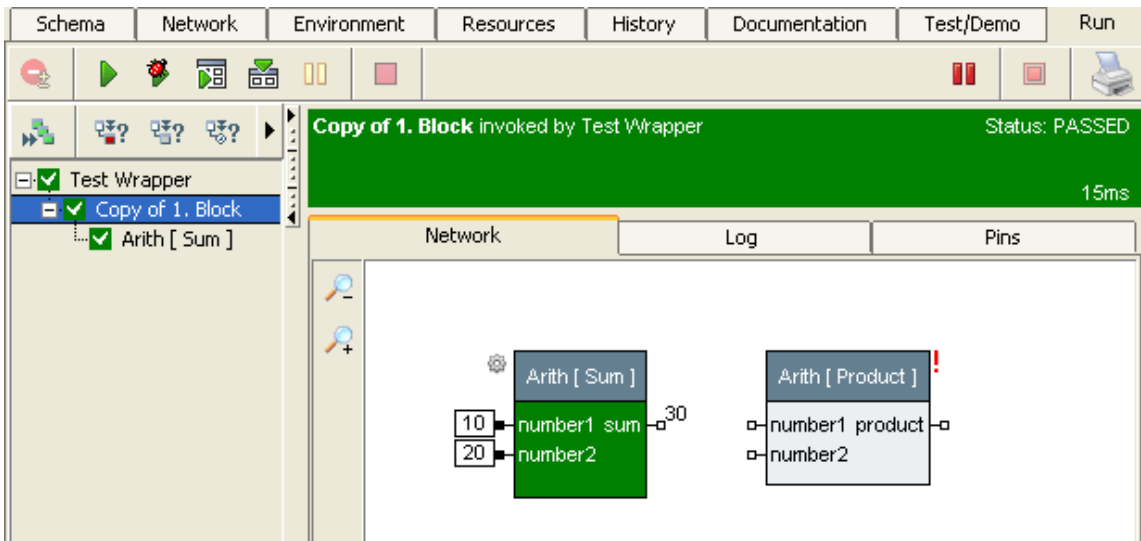 Schema Network Environment Resources History Documentation Test/Demo Run
? ? ?
Copy of 1. Block invoked by Test Wrapper Status: PASSED
15ms
Test Wrapper
Copy of 1. Block
Arith [ Sum ]
Network Log Pins
Arith [ Sum ] Arith [ Product ] !
10 number1 sum 30 number1 product
20 number2 number2